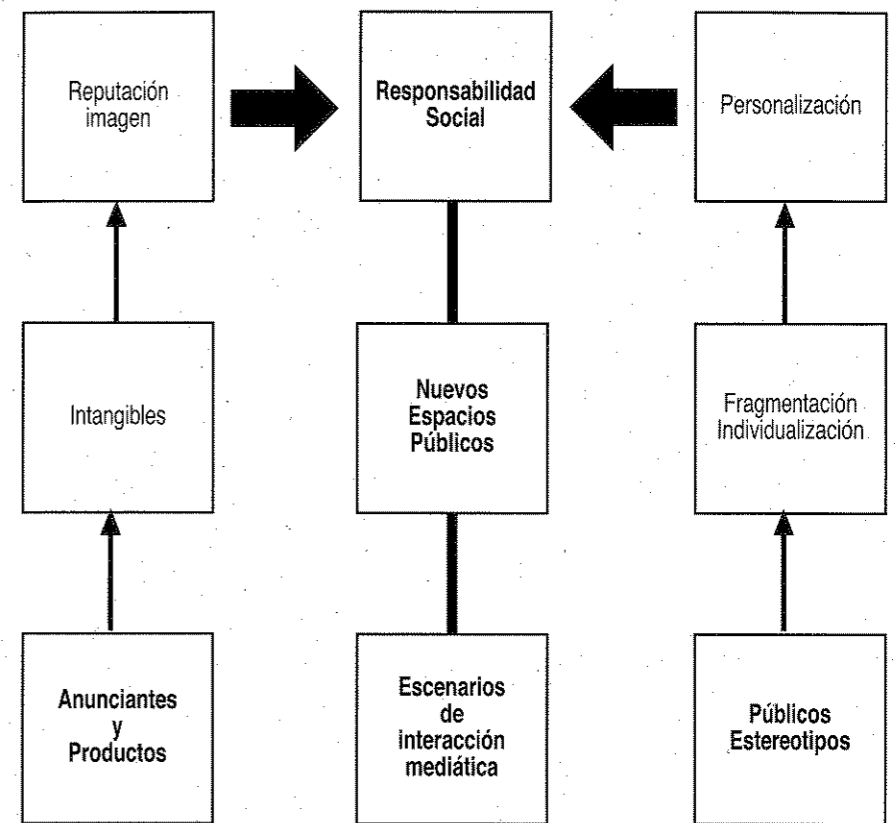 Reputación
imagen
Responsabilidad
Social
Personalización
Intangibles
Nuevos
Espacios
Públicos
Fragmentación
Individualización
Anunciantes
y
Productos
Escenarios
de
interacción
mediática
Públicos
Estereotipos